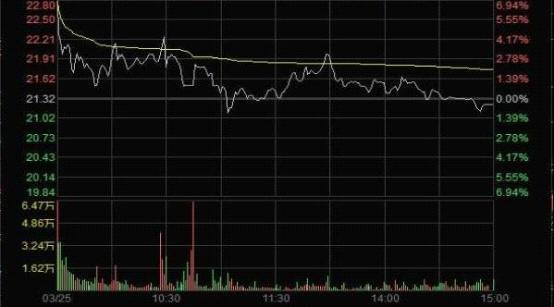 22.80 6.94%
22.50 5.55%
22.21 4.17%
21.91 2.78%
21.62 1.39%
21.32 0.00%
21.02 1.39%
20.73 2.78%
20.43 4.17%
20.14 5.55%
19.84 6.94%
6.47万
4.86万
3.24万
1.62万
03/25 10:30 11:30 14:00 15:00